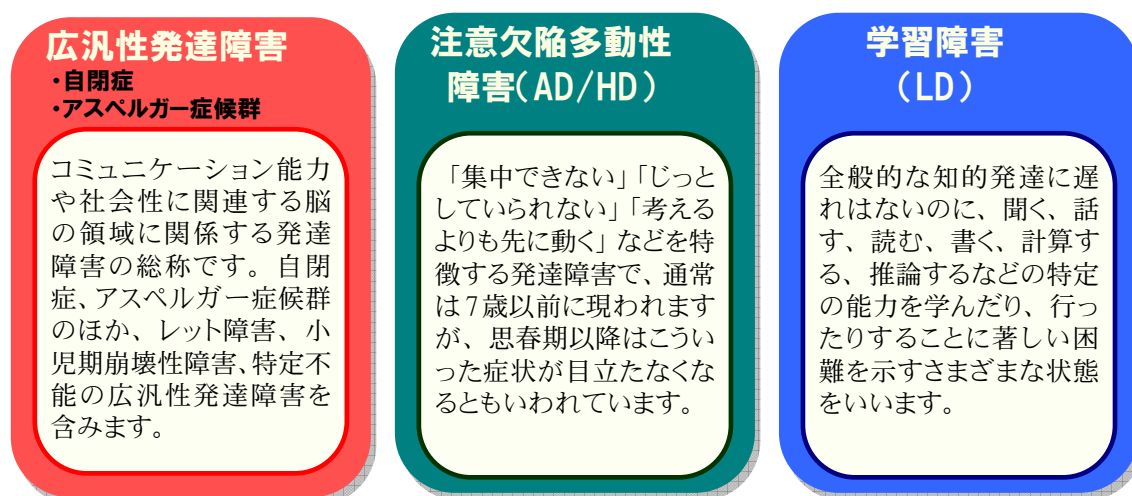 広汎性発達障害
・自閉症
・アスペルガー症候群
コミュニケーション能力
や社会性に関連する脳
の領域に関係する発達
障害の総称です。自閉
症、アスペルガー症候群
のほか、レット障害、小
児期崩壊性障害、特定不
能の広汎性発達障害を
含みます。
注意欠陥多動性
障害(AD/HD)
「集中できない」「じっと
していられない」「考える
よりも先に動く」などを特
徴する発達障害で、通常
は7歳以前に現われます
が、思春期以降はこうい
った症状が目立たなくな
るともいわれています。
学習障害
(LD)
全般的な知的発達に遅
れはないのに、聞く、話
す、読む、書く、計算す
る、推論するなどの特定
の能力を学んだり、行っ
たりすることに著しい困
難を示すさまざまな状態
をいいます。